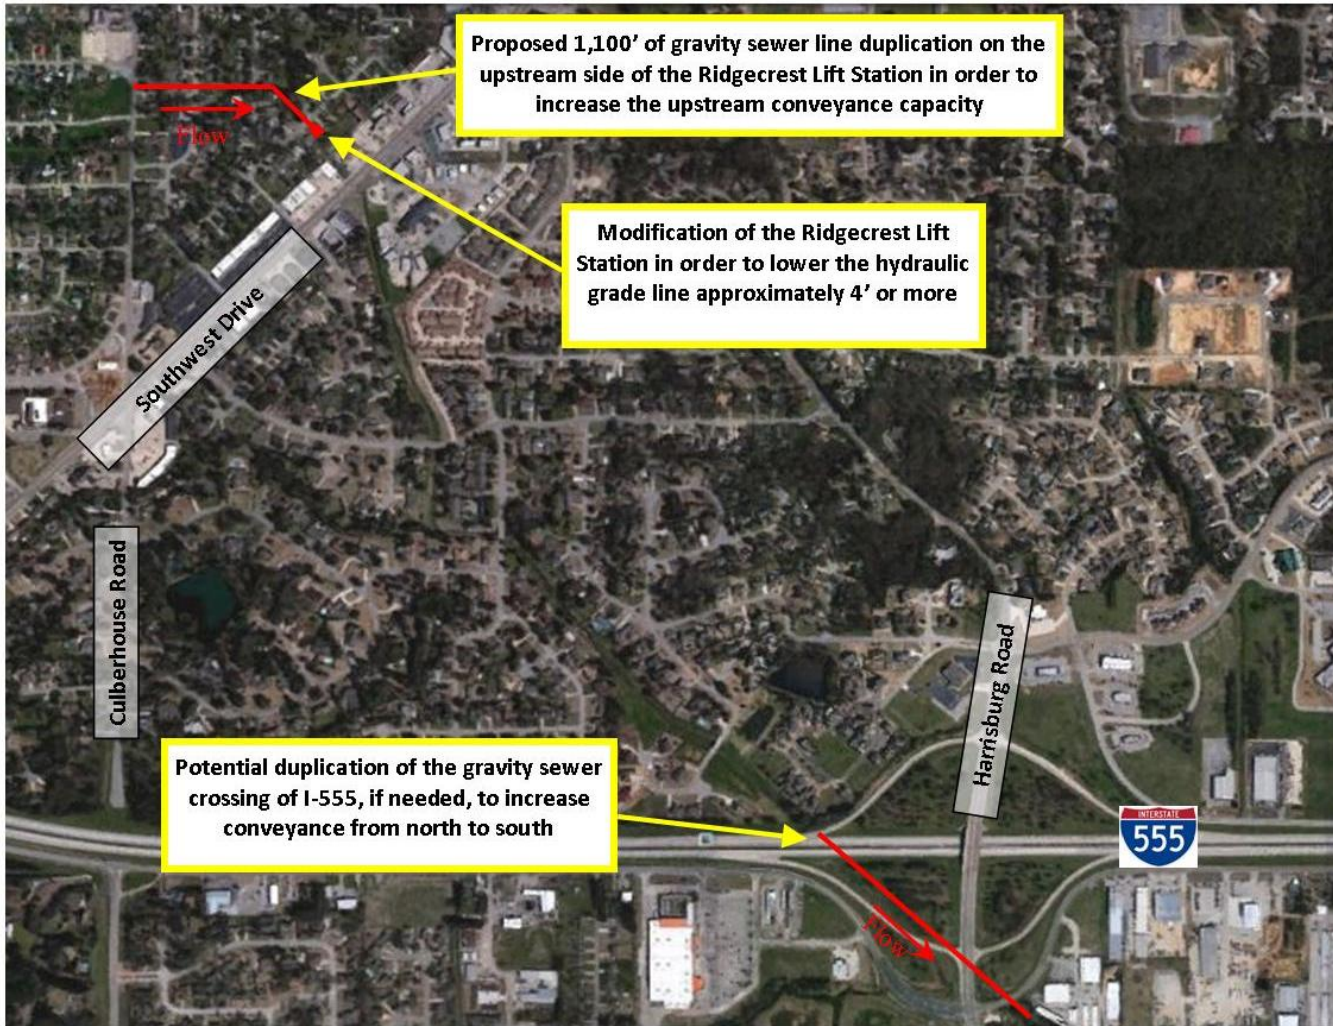 Proposed 1,100' of gravity sewer line duplication on the
upstream side of the Ridgecrest Lift Station in order to
increase the upstream conveyance capacity
Flow
Modification of the Ridgecrest Lift
Station in order to lower the hydraulic
grade line approximately 4' or more
Southwest Drive
Culberhouse Road
Harrisburg Road
Potential duplication of the gravity sewer
crossing of I-555, if needed, to increase
conveyance from north to south
INTERSTATE
555
Flow